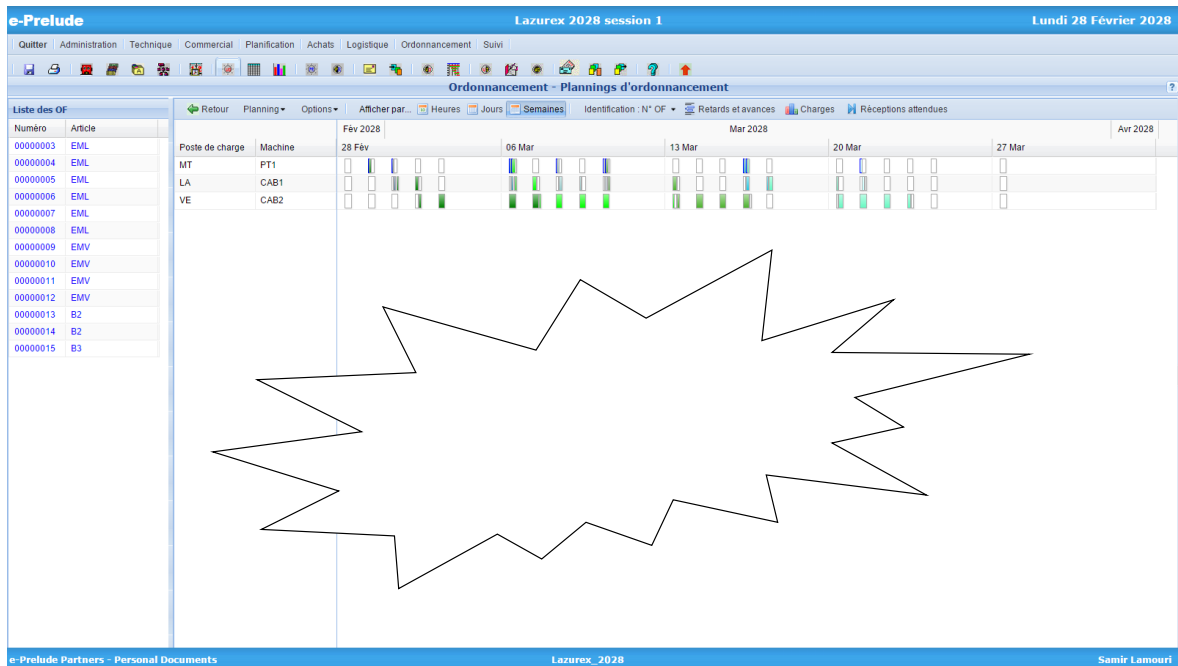 e-Prelude Lazurex 2028 session 1 Lundi 28 Février 2028
Quitter Administration Technique Commercial Planification Achats Logistique Ordonnancement Suivi
Ordonnancement - Plannings d'ordonnancement ?
Liste des OF
Retour Planning Options Afficher par... Heures Jours Semaines Identification : N° OF Retards et avances Charges Réceptions attendues
Numéro Article
Fév 2028 Mar 2028 Avr 2028
Poste de charge Machine 28 Fév 06 Mar 13 Mar 20 Mar 27 Mar
MT PT1
LA CAB1
VE CAB2
00000003 EML
00000004 EML
00000005 EML
00000006 EML
00000007 EML
00000008 EML
00000009 EMV
00000010 EMV
00000011 EMV
00000012 EMV
00000013 B2
00000014 B2
00000015 B3
e-Prelude Partners - Personal Documents Lazurex_2028 Samir Lamouri